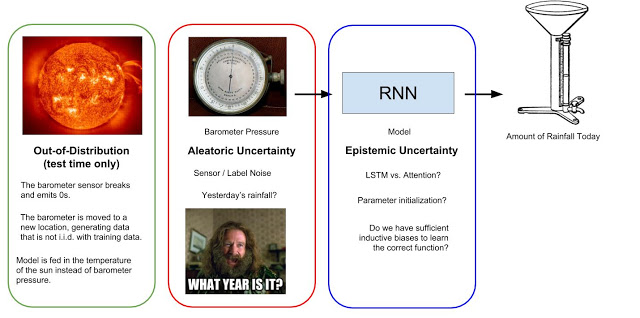 Out-of-Distribution
(test time only)
The barometer sensor breaks
and emits 0s.
The barometer is moved to a
new location, generating data
that is not i.i.d. with training data.
Model is fed in the temperature
of the sun instead of barometer
pressure.
Barometer Pressure
Aleatoric Uncertainty
Sensor / Label Noise
Yesterday's rainfall?
WHAT YEAR IS IT?
RNN
Model
Epistemic Uncertainty
LSTM vs. Attention?
Parameter initialization?
Do we have sufficient
inductive biases to learn
the correct function?
Amount of Rainfall Today